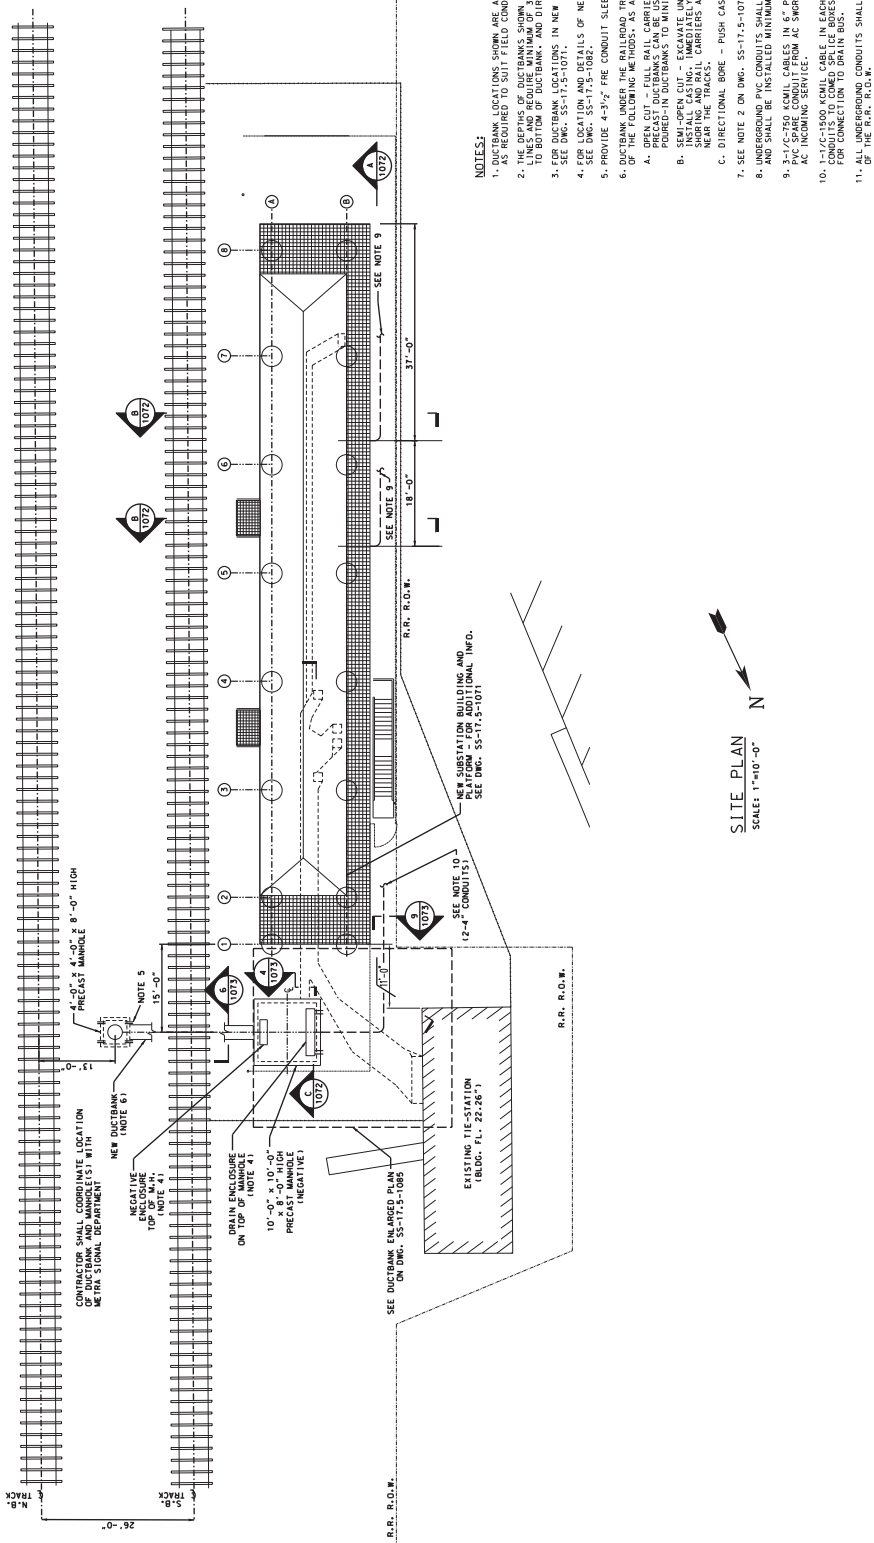 N.B.
℄ TRACK
26'-0"
S.B.
℄ TRACK
CONTRACTOR SHALL COORDINATE LOCATION
OF DUCTBANK AND MANHOLE(S) WITH
METRA SIGNAL DEPARTMENT
4'-0" x 4'-0" x 8'-0" HIGH
PRECAST MANHOLE
13'-0"
NEW DUCTBANK
(NOTE 6)
NOTE 5
15'-0"
NEGATIVE
ENCLOSURE
TOP OF M.H.
(NOTE 4)
DRAIN ENCLOSURE
ON TOP OF MANHOLE
(NOTE 4)
10'-0" x 10'-0"
x 8'-0" HIGH
PRECAST MANHOLE
(NEGATIVE)
SEE DUCTBANK ENLARGED PLAN
ON DWG. SS-17.5-1085
6
1073
4
1073
℄
C
1072
9
1073
11'-0"
B
1072
B
1072
A
1072
1
2
3
4
5
6
7
8
A
B
SEE NOTE 9
SEE NOTE 9
18'-0"
37'-0"
SEE NOTE 10
(2-4" CONDUITS)
NEW SUBSTATION BUILDING AND
PLATFORM - FOR ADDITIONAL INFO.
SEE DWG. SS-17.5-1071
EXISTING TIE-STATION
(BLDG. FL. 22.26")
R.R. R.O.W.
R.R. R.O.W.
R.R. R.O.W.
SITE PLAN
SCALE: 1"=10'-0"
N
NOTES:
1. DUCTBANK LOCATIONS SHOWN ARE A
AS REQUIRED TO SUIT FIELD COND
2. THE DEPTHS OF DUCTBANKS SHOWN
LINES AND REQUIRE MINIMUM OF 3
TO BOTTOM OF DUCTBANK. AND DIR
3. FOR DUCTBANK LOCATIONS IN NEW
SEE DWG. SS-17.5-1071.
4. FOR LOCATION AND DETAILS OF NE
SEE DWG. SS-17.5-1082.
5. PROVIDE 4-3½" FRE CONDUIT SLEE
6. DUCTBANK UNDER THE RAILROAD TR
OF THE FOLLOWING METHODS. AS A
A. OPEN CUT - FULL RAIL CARRIE
PRECAST DUCTBANKS CAN BE US
POURED-IN DUCTBANKS TO MINI
B. SEMI-OPEN CUT - EXCAVATE UN
INSTALL CASING. IMMEDIATELY
SHORING AND RAIL CARRIERS A
NEAR THE TRACKS.
C. DIRECTIONAL BORE - PUSH CAS
7. SEE NOTE 2 ON DWG. SS-17.5-107
8. UNDERGROUND PVC CONDUITS SHALL
AND SHALL BE INSTALLED MINIMUM
9. 3-1/C-750 KCMIL CABLES IN 6" P
PVC SPARE CONDUIT FROM AC SWGR
AC INCOMING SERVICE.
10. 1-1/C-1500 KCMIL CABLE IN EACH
CONDUITS TO COMED SPLICE BOXES
FOR CONNECTION TO DRAIN BUS.
11. ALL UNDERGROUND CONDUITS SHALL
OF THE R.R. R.O.W.